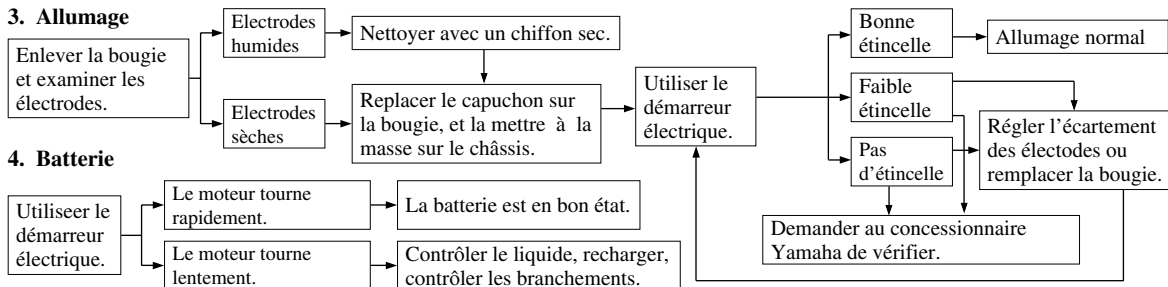 3. Allumage
Enlever la bougie
et examiner les
électrodes.
Electrodes
humides
Nettoyer avec un chiffon sec.
Electrodes
sèches
Replacer le capuchon sur
la bougie, et la mettre à la
masse sur le châssis.
Utiliser le
démarreur
électrique.
Bonne
étincelle
Allumage normal
Faible
étincelle
Pas
d'étincelle
Régler l'écartement
des électodes ou
remplacer la bougie.
Demander au concessionnaire
Yamaha de vérifier.
4. Batterie
Utiliseer le
démarreur
électrique.
Le moteur tourne
rapidement.
La batterie est en bon état.
Le moteur tourne
lentement.
Contrôler le liquide, recharger,
contrôler les branchements.